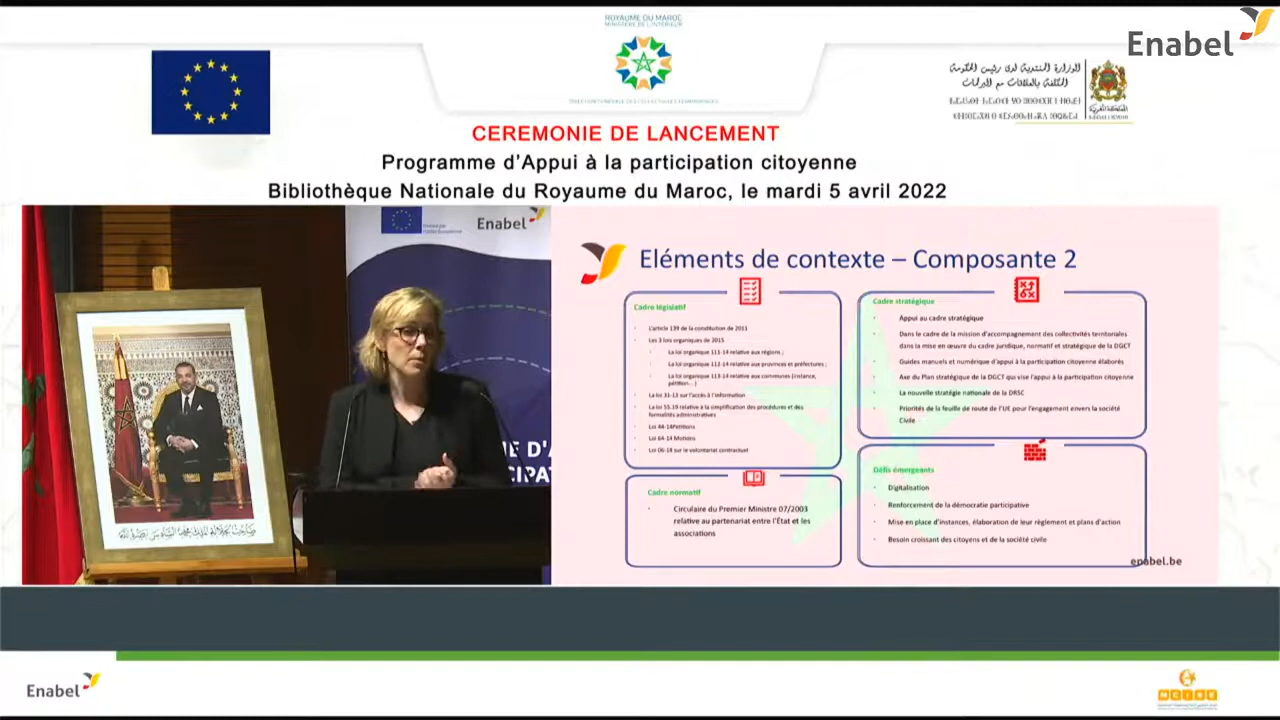 ROYAUME DU MAROC
MINISTÈRE DE L'INTÉRIEUR
Enabel
CEREMONIE DE LANCEMENT
Programme d'Appui à la participation citoyenne
Bibliothèque Nationale du Royaume du Maroc, le mardi 5 avril 2022
Enabel
Eléments de contexte – Composante 2
Cadre législatif
L'article 139 de la constitution de 2011
Les 3 lois organiques de 2015
La loi organique 111-14 relative aux régions ;
La loi organique 112-14 relative aux provinces et préfectures ;
La loi organique 113-14 relative aux communes (instance,
pétition...)
La loi 31-13 sur l'accès à l'information
La loi 55.19 relative à la simplification des procédures et des
formalités administratives
Loi 44-14Petitions
Loi 64-14 Motions
Loi 06-18 sur le volontariat contractuel
Cadre normatif
Circulaire du Premier Ministre 07/2003
relative au partenariat entre l'État et les
associations
Cadre stratégique
Appui au cadre stratégique
Dans le cadre de la mission d'accompagnement des collectivités territoriales
dans la mise en œuvre du cadre juridique, normatif et stratégique de la DGCT
Guides manuels et numérique d'appui à la participation citoyenne élaborés
Axe du Plan stratégique de la DGCT qui vise l'appui à la participation citoyenne
La nouvelle stratégie nationale de la DRSC
Priorités de la feuille de route de l'UE pour l'engagement envers la société
Civile
Défis émergeants
Digitalisation
Renforcement de la démocratie participative
Mise en place d'instances, élaboration de leur règlement et plans d'action
Besoin croissant des citoyens et de la société civile
enabel.be
Enabel